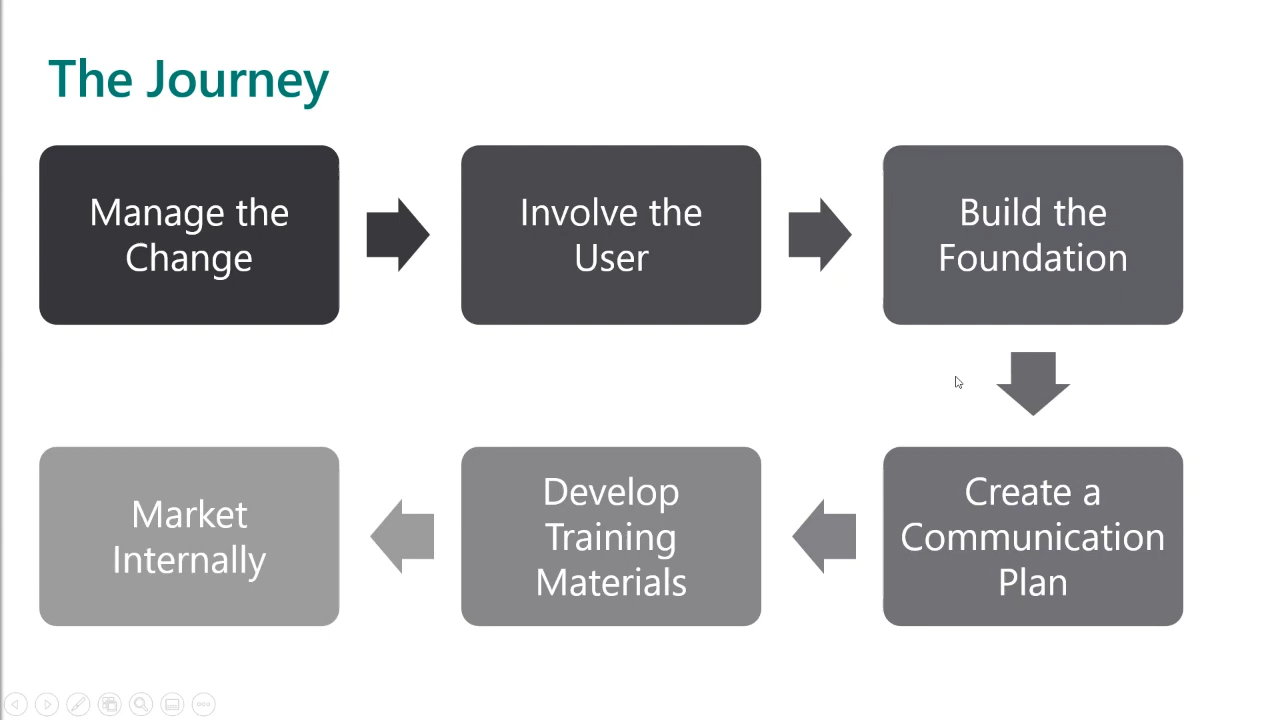 The Journey
Manage the
Change
Involve the
User
Build the
Foundation
Create a
Communication
Plan
Develop
Training
Materials
Market
Internally